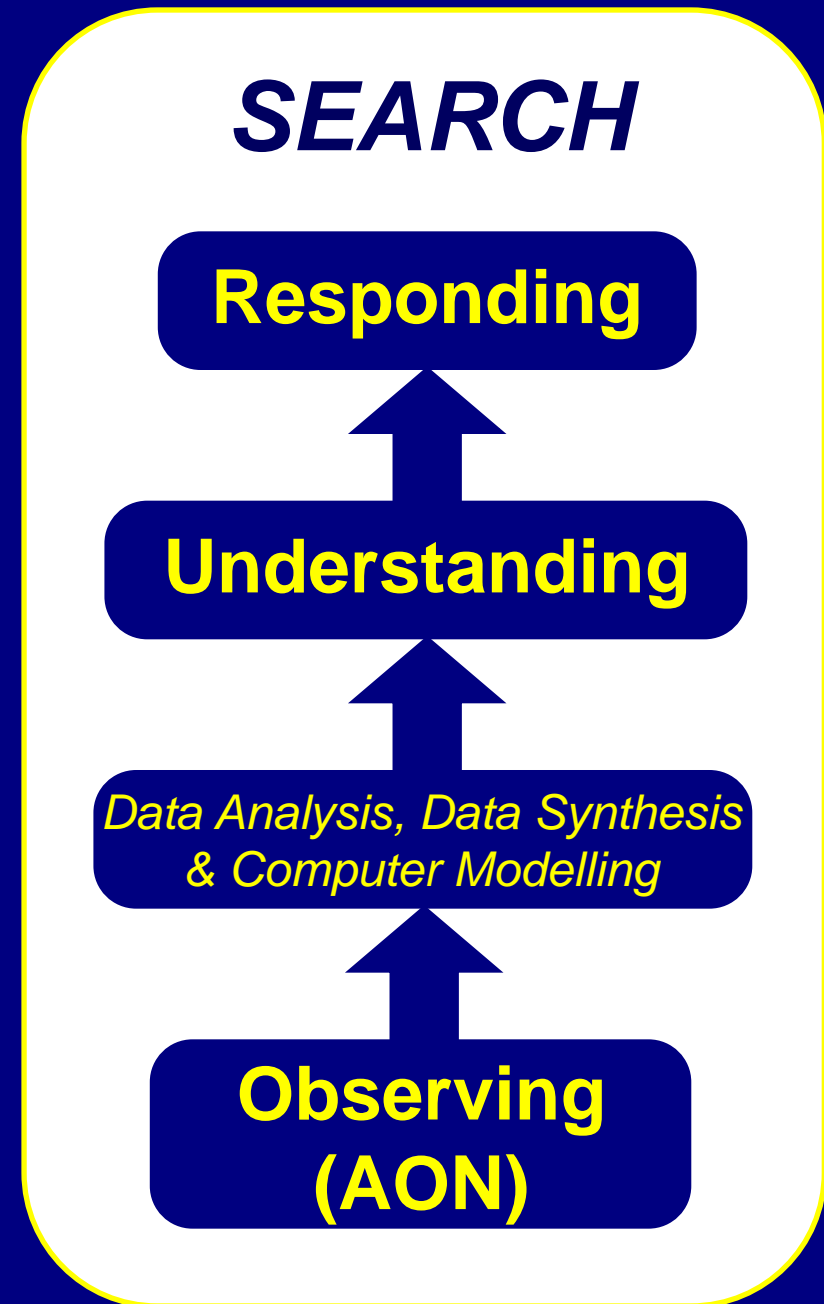 SEARCH
Responding
Understanding
Data Analysis, Data Synthesis
& Computer Modelling
Observing
(AON)